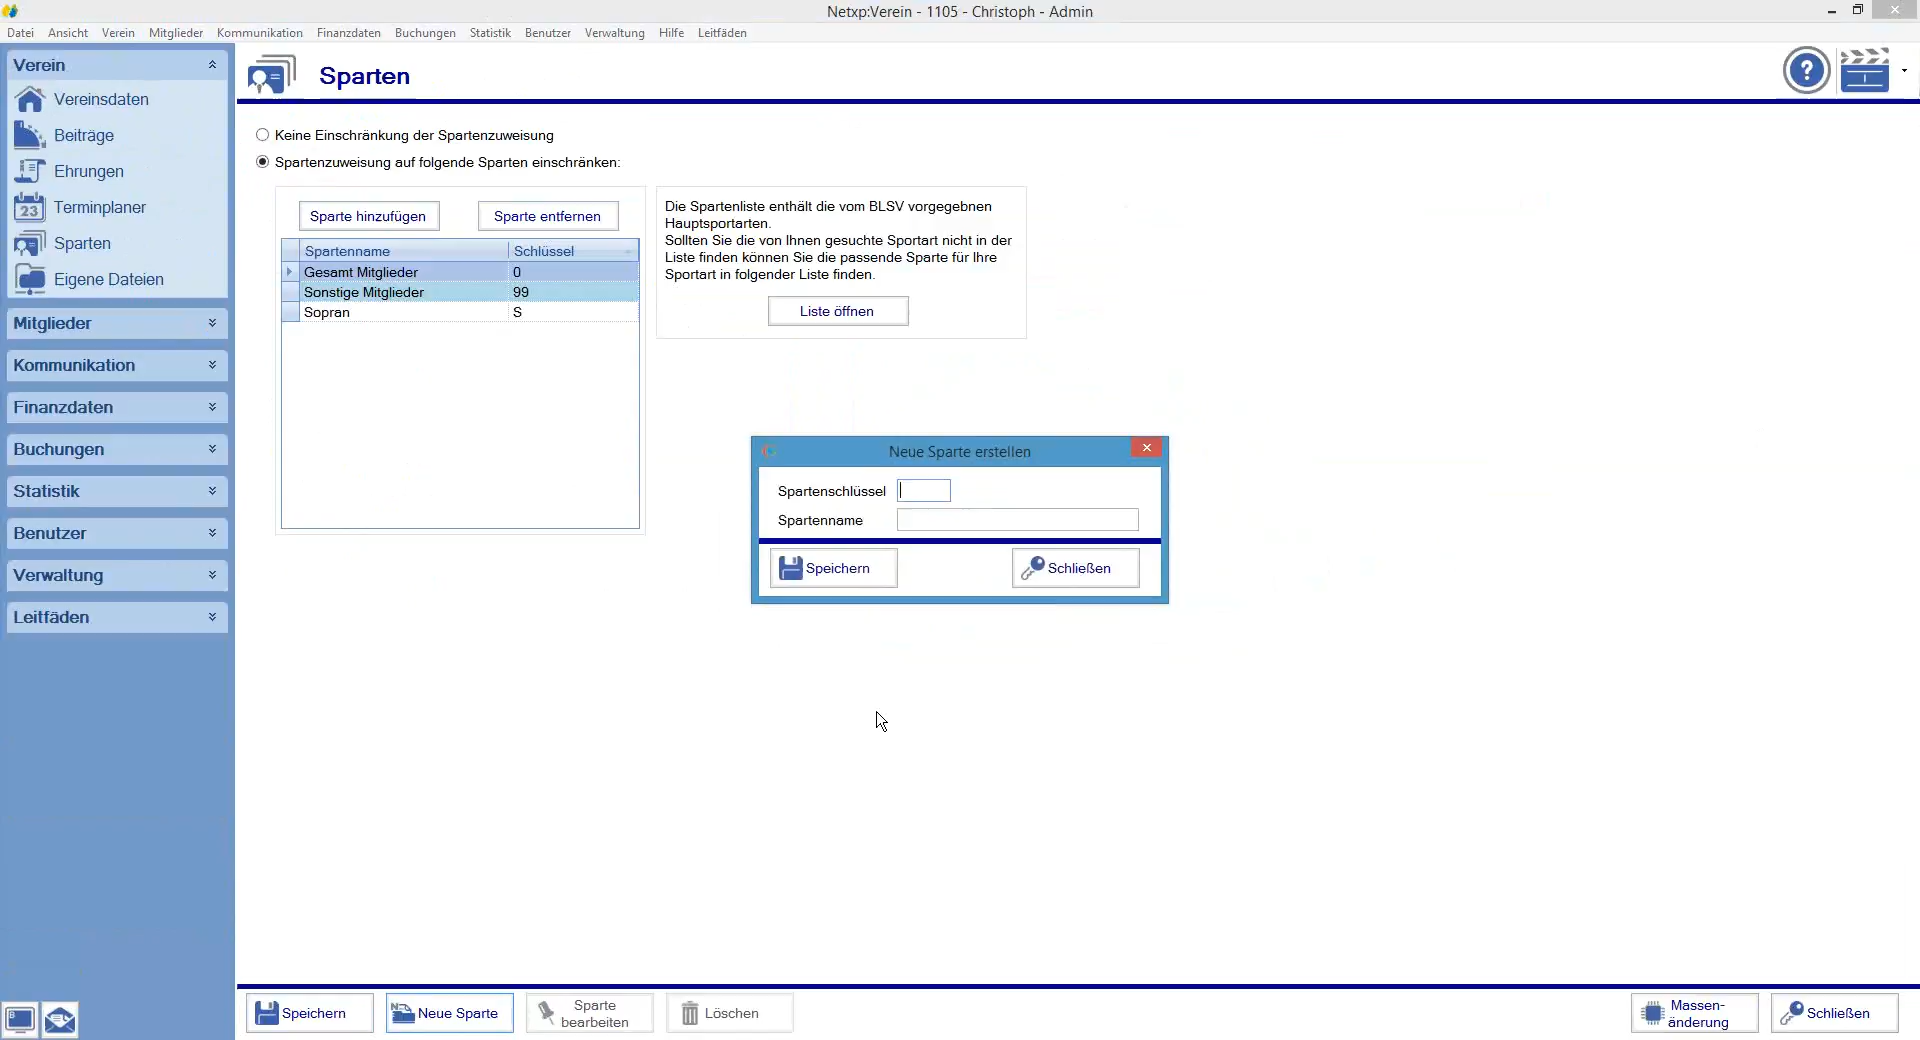 Netxp:Verein - 1105 - Christoph - Admin
Datei Ansicht Verein Mitglieder Kommunikation Finanzdaten Buchungen Statistik Benutzer Verwaltung Hilfe Leitfäden
Verein
Vereinsdaten
Beiträge
Ehrungen
23 Terminplaner
Sparten
Eigene Dateien
Mitglieder
Kommunikation
Finanzdaten
Buchungen
Statistik
Benutzer
Verwaltung
Leitfäden
Sparten
?
Keine Einschränkung der Spartenzuweisung
Spartenzuweisung auf folgende Sparten einschränken:
Sparte hinzufügen Sparte entfernen
Spartenname Schlüssel
Gesamt Mitglieder 0
Sonstige Mitglieder 99
Sopran S
Die Spartenliste enthält die vom BLSV vorgegebnen
Hauptsportarten.
Sollten Sie die von Ihnen gesuchte Sportart nicht in der
Liste finden können Sie die passende Sparte für Ihre
Sportart in folgender Liste finden.
Liste öffnen
Neue Sparte erstellen
Spartenschlüssel
Spartenname
Speichern Schließen
Speichern Neue Sparte Sparte
bearbeiten Löschen
Massen-
änderung Schließen